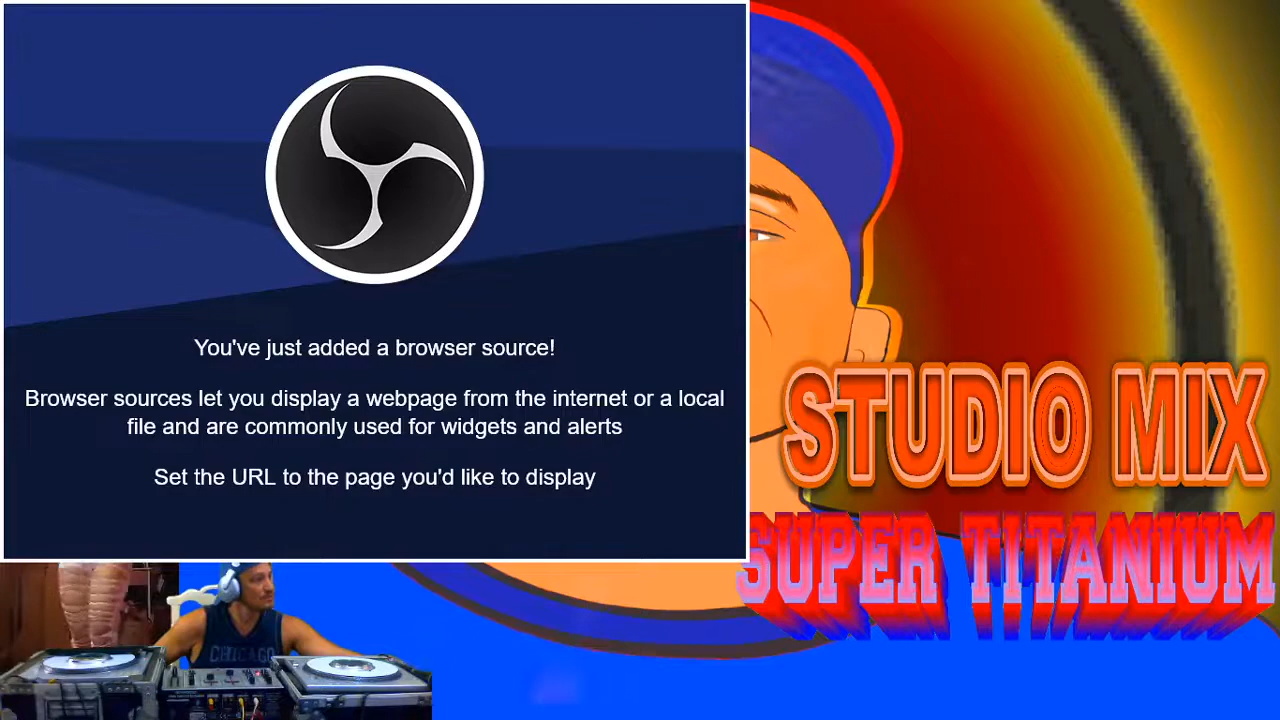 You've just added a browser source!
Browser sources let you display a webpage from the internet or a local
file and are commonly used for widgets and alerts
Set the URL to the page you'd like to display
STUDIO MIX
SUPER TITANIUM
CHICAGO